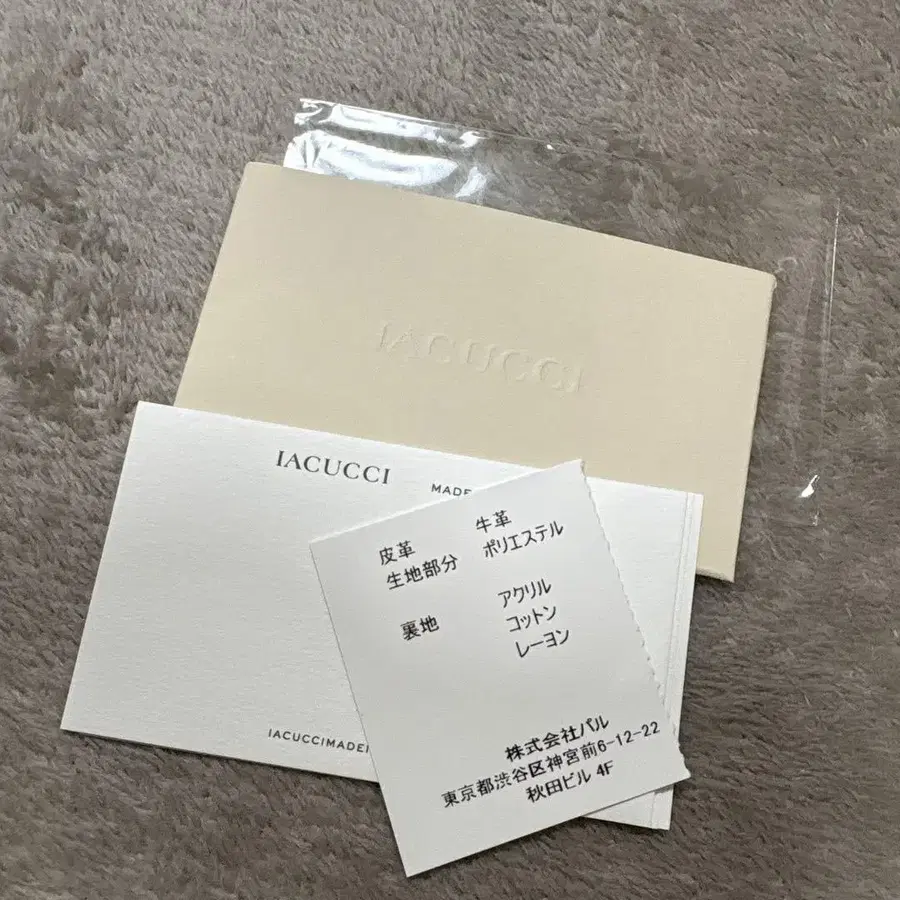 IACUCCI
IACUCCI MADE
皮革 牛革
生地部分 ポリエステル
裏地 アクリル
コットン
レーヨン
株式会社パル
東京都渋谷区神宮前6-12-22
秋田ビル 4F
IACUCCIMADEI